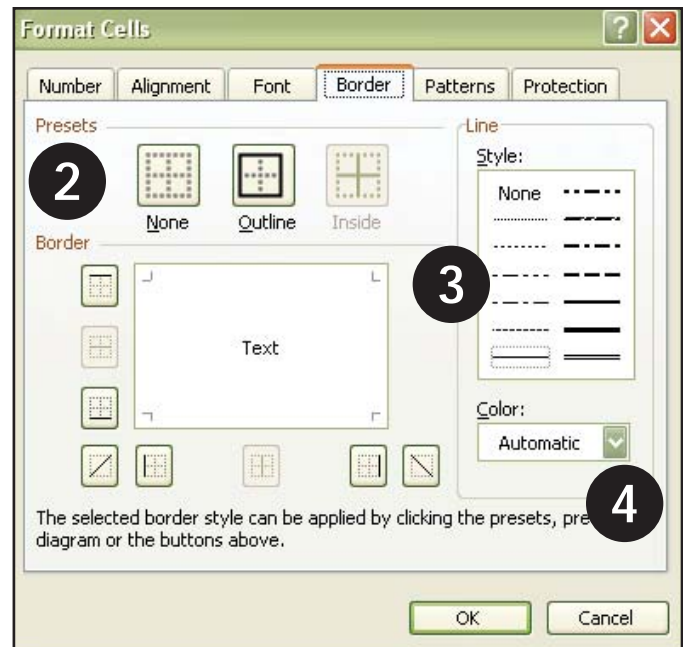 Format Cells
Number Alignment Font Border Patterns Protection
Presets
2
None Outline Inside
Border
Text
Line
Style:
None
3
Color:
Automatic
4
The selected border style can be applied by clicking the presets,
diagram or the buttons above.
OK Cancel